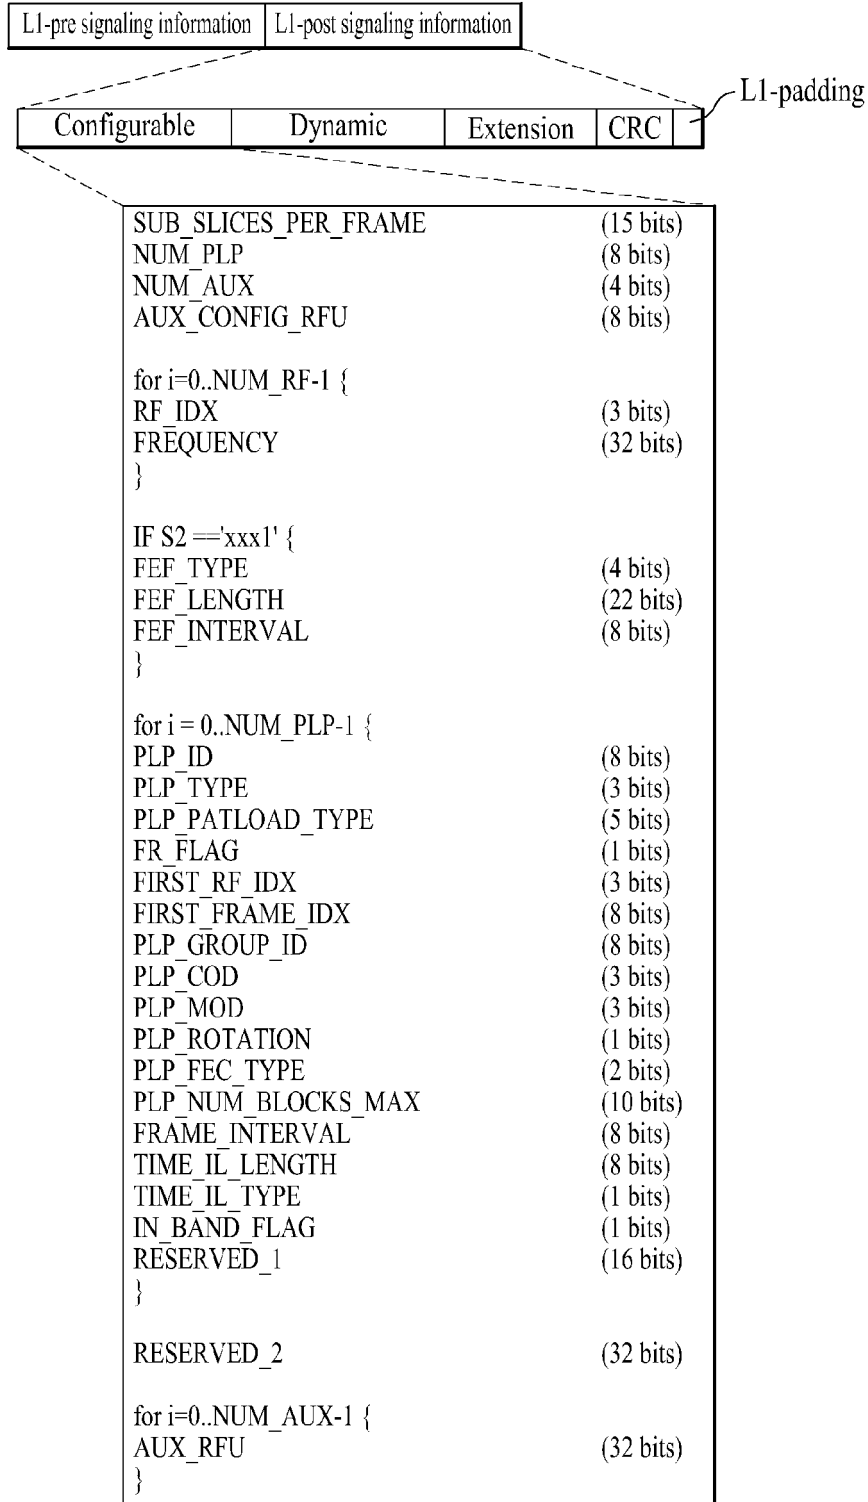 L1-pre signaling information L1-post signaling information
L1-padding
Configurable Dynamic Extension CRC
SUB_SLICES_PER_FRAME (15 bits)
NUM_PLP (8 bits)
NUM_AUX (4 bits)
AUX_CONFIG_RFU (8 bits)
for i=0..NUM_RF-1 {
RF_IDX (3 bits)
FREQUENCY (32 bits)
}
IF S2 =='xxx1' {
FEF_TYPE (4 bits)
FEF_LENGTH (22 bits)
FEF_INTERVAL (8 bits)
}
for i = 0..NUM_PLP-1 {
PLP_ID (8 bits)
PLP_TYPE (3 bits)
PLP_PATLOAD_TYPE (5 bits)
FR_FLAG (1 bits)
FIRST_RF_IDX (3 bits)
FIRST_FRAME_IDX (8 bits)
PLP_GROUP_ID (8 bits)
PLP_COD (3 bits)
PLP_MOD (3 bits)
PLP_ROTATION (1 bits)
PLP_FEC_TYPE (2 bits)
PLP_NUM_BLOCKS_MAX (10 bits)
FRAME_INTERVAL (8 bits)
TIME_IL_LENGTH (8 bits)
TIME_IL_TYPE (1 bits)
IN_BAND_FLAG (1 bits)
RESERVED_1 (16 bits)
}
RESERVED_2 (32 bits)
for i=0..NUM_AUX-1 {
AUX_RFU (32 bits)
}